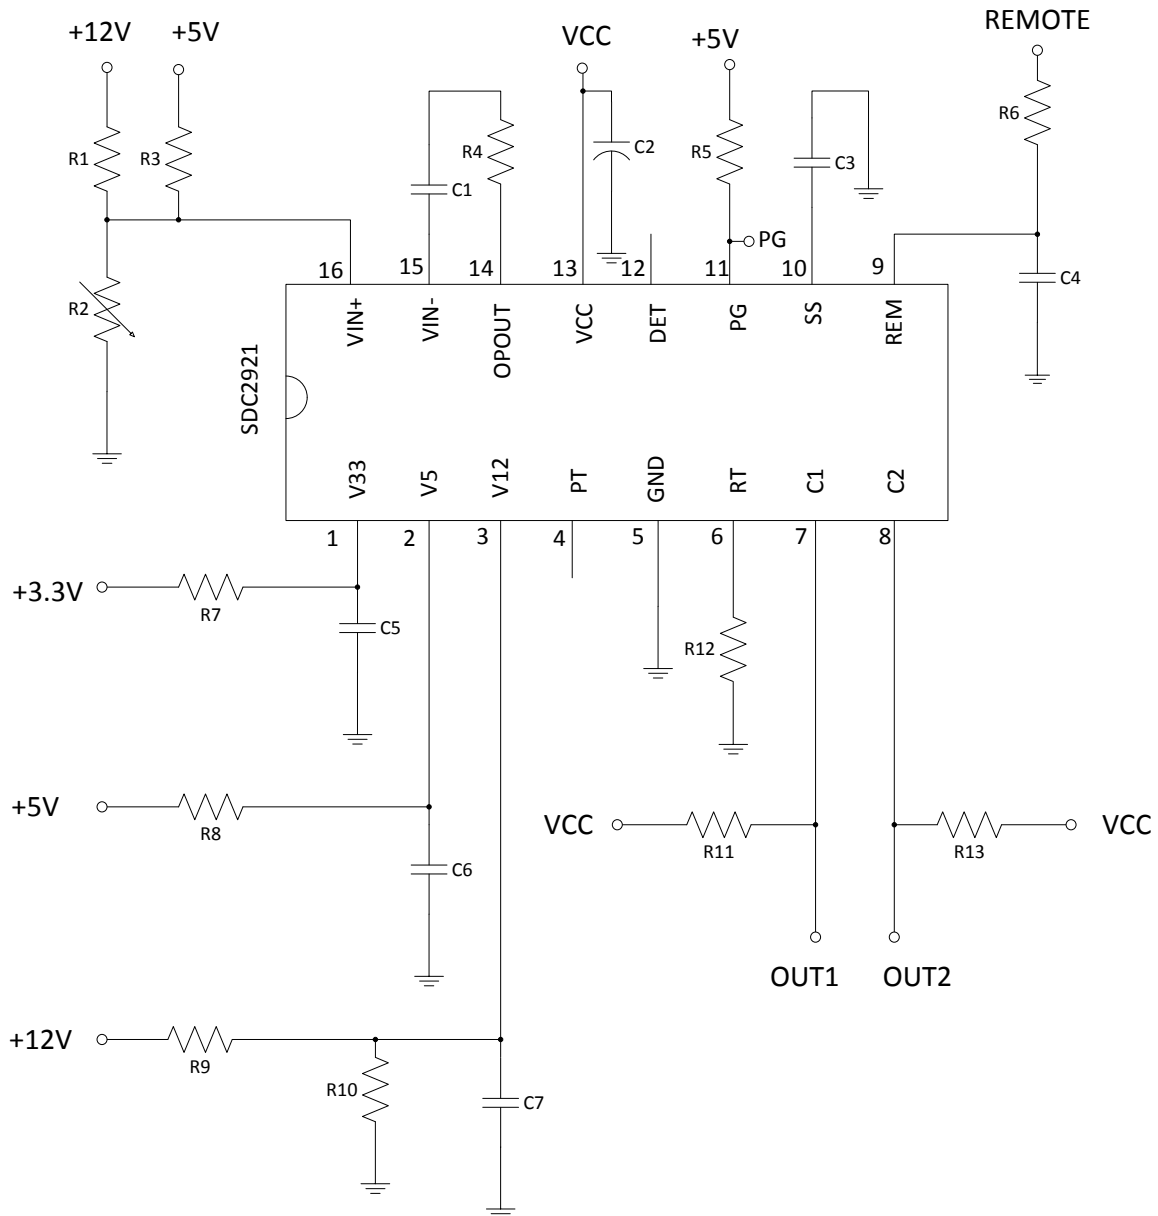 +12V
+5V
VCC
+5V
REMOTE
R1
R3
C1
R4
C2
R5
C3
R6
PG
C4
R2
16
15
14
13
12
11
10
9
VIN+
VIN-
OPOUT
VCC
DET
PG
SS
REM
SDC2921
V33
V5
V12
PT
GND
RT
C1
C2
1
2
3
4
5
6
7
8
+3.3V
R7
C5
R12
+5V
R8
C6
VCC
R11
R13
VCC
OUT1
OUT2
+12V
R9
R10
C7